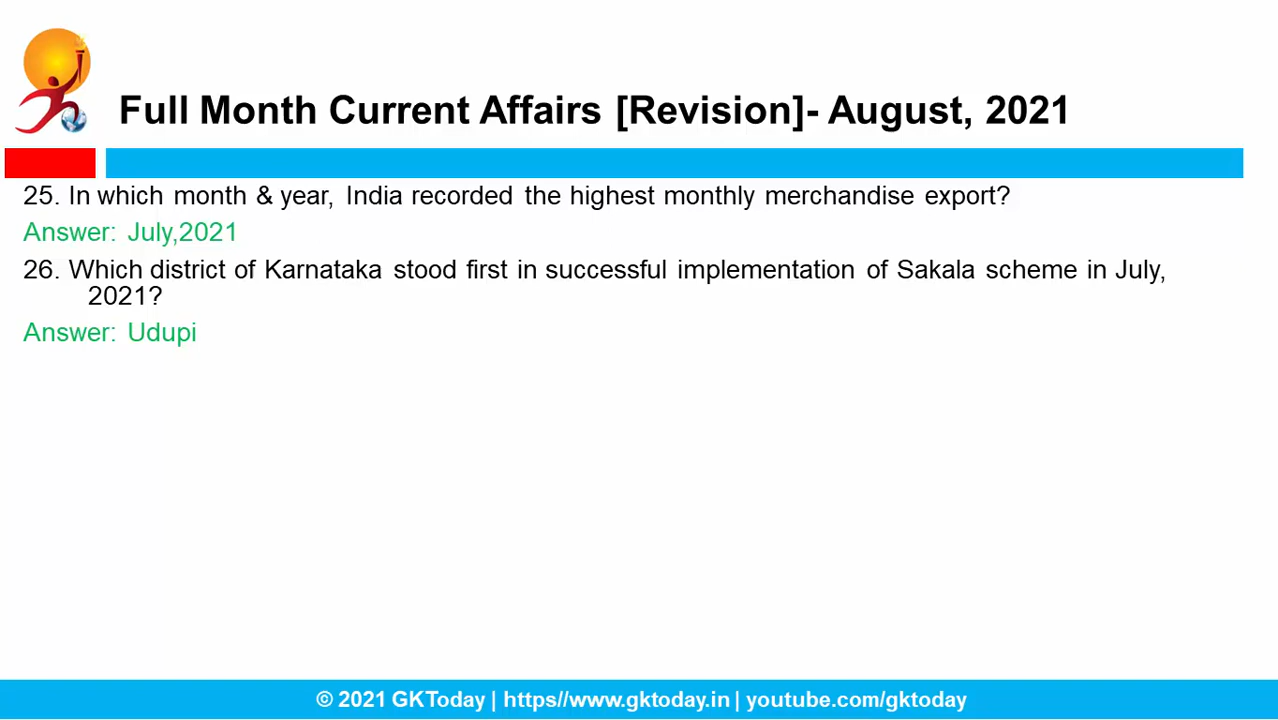 Full Month Current Affairs [Revision]- August, 2021
25. In which month & year, India recorded the highest monthly merchandise export?
Answer: July,2021
26. Which district of Karnataka stood first in successful implementation of Sakala scheme in July,
2021?
Answer: Udupi
© 2021 GKToday | https//www.gktoday.in | youtube.com/gktoday